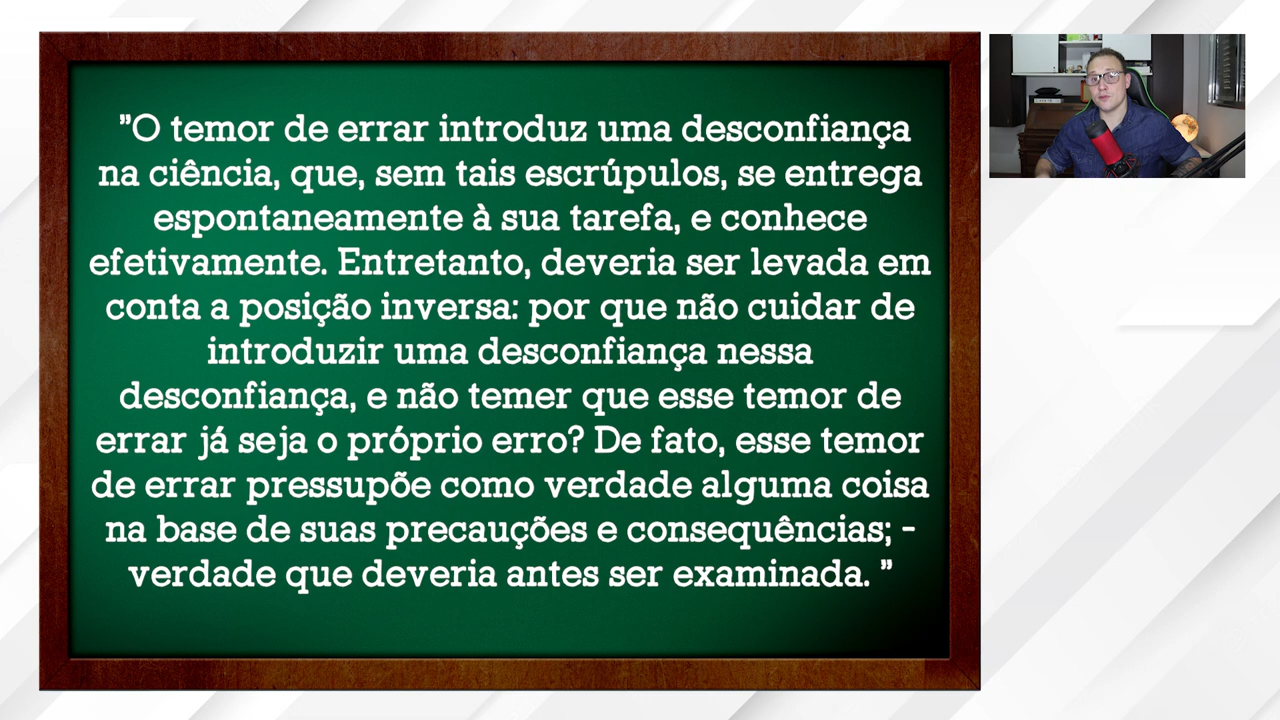 "O temor de errar introduz uma desconfiança
na ciência, que, sem tais escrúpulos, se entrega
espontaneamente à sua tarefa, e conhece
efetivamente. Entretanto, deveria ser levada em
conta a posição inversa: por que não cuidar de
introduzir uma desconfiança nessa
desconfiança, e não temer que esse temor de
errar já seja o próprio erro? De fato, esse temor
de errar pressupõe como verdade alguma coisa
na base de suas precauções e consequências; -
verdade que deveria antes ser examinada. "